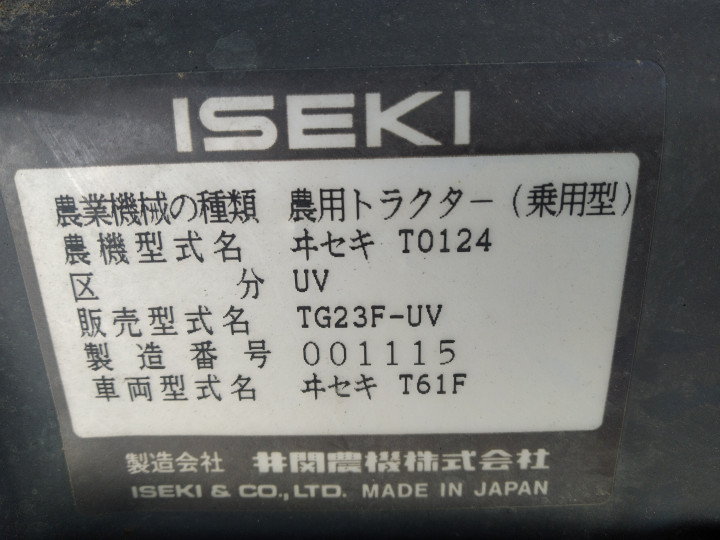 ISEKI
農業機械の種類 農用トラクター(乗用型)
農機型式名 ヰセキ T0124
区分 UV
販売型式名 TG23F-UV
製造番号 001115
車両型式名 ヰセキ T61F
製造会社 井関農機株式会社
ISEKI & CO.,LTD. MADE IN JAPAN